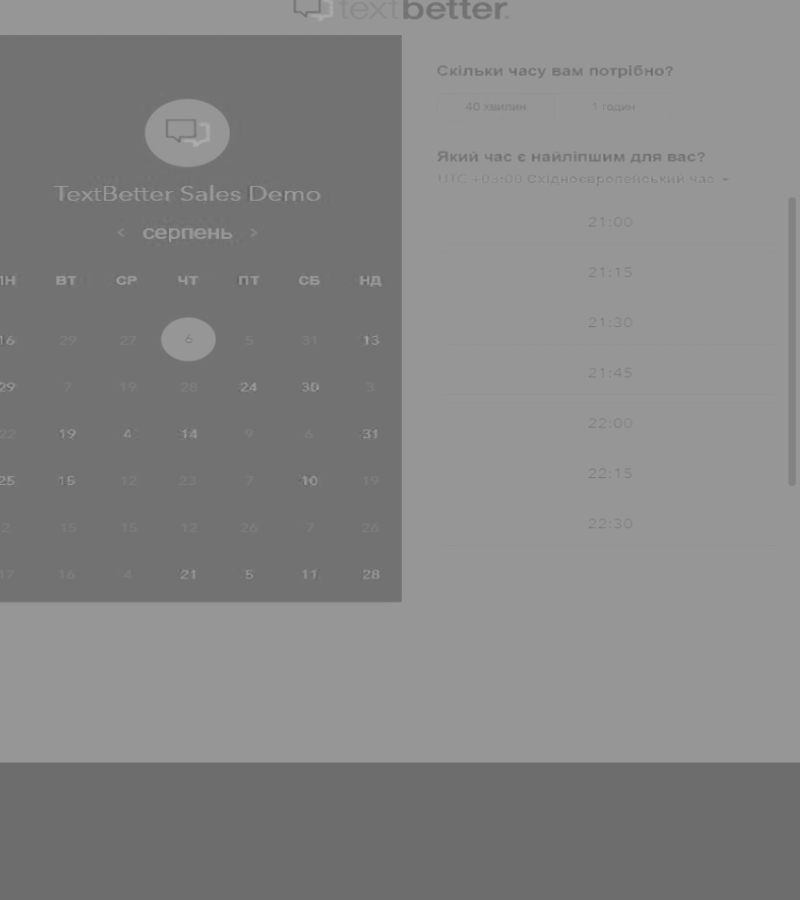 textbetter.
TextBetter Sales Demo
серпень
ПН ВТ СР ЧТ ПТ СБ НД
16 29 27 6 5 31 13
29 7 19 28 24 30 3
22 19 4 14 9 6 31
25 15 12 23 7 10 19
2 15 15 12 26 7 26
17 16 4 21 5 11 28
Скільки часу вам потрібно?
40 хвилин 1 годин
Який час є найліпшим для вас?
UTC +03:00 Східноєвропейський час
21:00
21:15
21:30
21:45
22:00
22:15
22:30